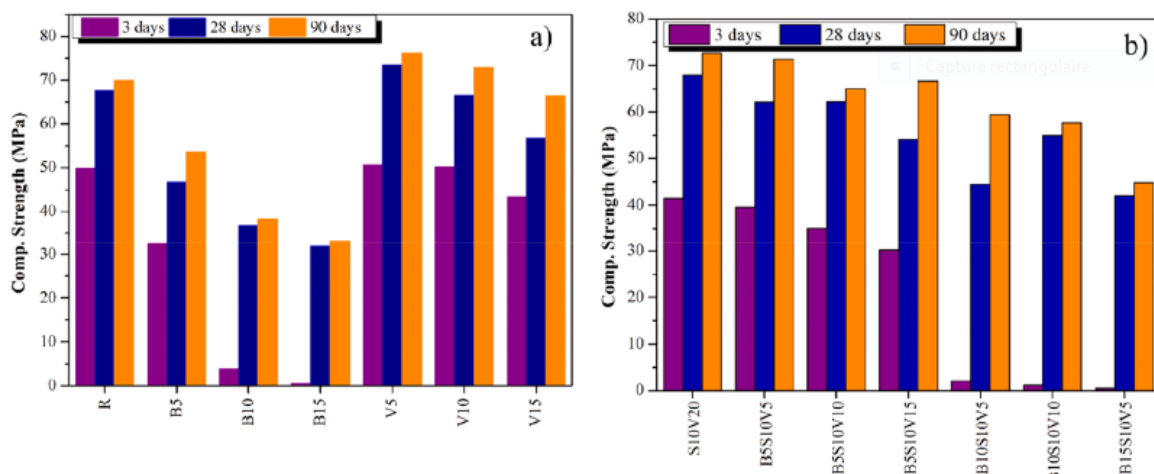 3 days 28 days 90 days
a)
Comp. Strength (MPa)
80
70
60
50
40
30
20
10
0
R B5 B10 B15 V5 V10 V15
3 days 28 days 90 days
b)
Capture rectangulaire
Comp. Strength (MPa)
80
70
60
50
40
30
20
10
0
S10V20 B5S10V5 B5S10V10 B5S10V15 B10S10V5 B10S10V10 B15S10V5